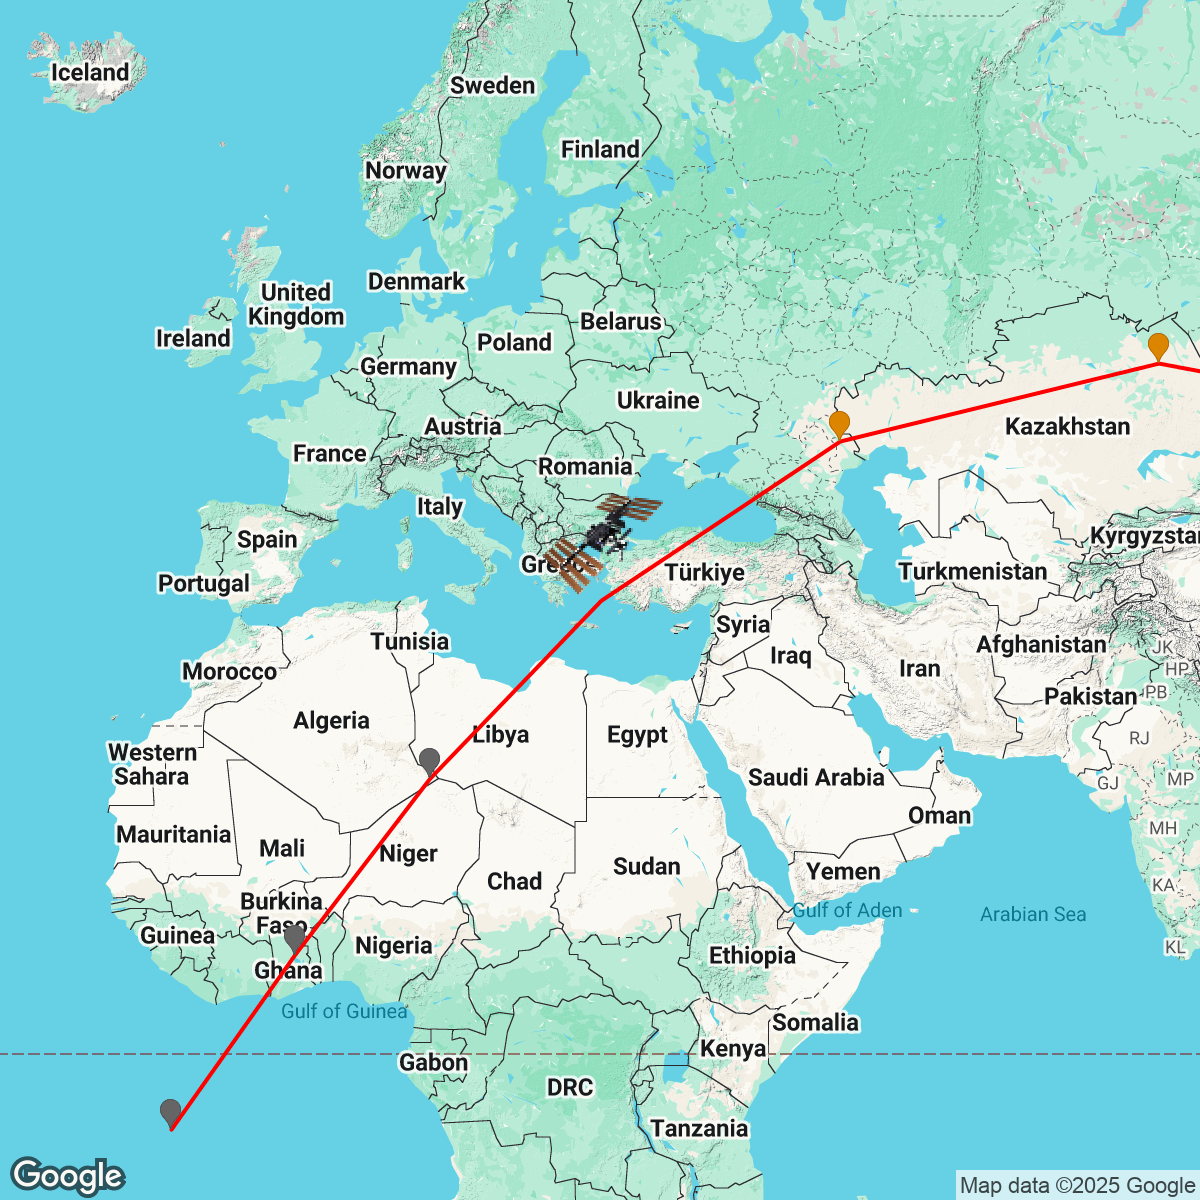 Iceland
Sweden
Finland
Norway
Denmark
United
Kingdom
Ireland
Belarus
Poland
Germany
Ukraine
Austria
Kazakhstan
France
Romania
Italy
Spain
Kyrgyzstan
Greece
Türkiye
Turkmenistan
Portugal
Syria
Tunisia
Afghanistan
JK
Iraq
HP
Morocco
Iran
Pakistan
PB
Algeria
Libya
Egypt
RJ
Western
Sahara
Saudi Arabia
GJ
MP
Oman
Mauritania
Mali
Niger
MH
Sudan
Yemen
Chad
KA
Burkina
Faso
Gulf of Aden
Arabian Sea
Guinea
Nigeria
KL
Ethiopia
Ghana
Gulf of Guinea
Somalia
Kenya
Gabon
DRC
Tanzania
Google
Map data ©2025 Google